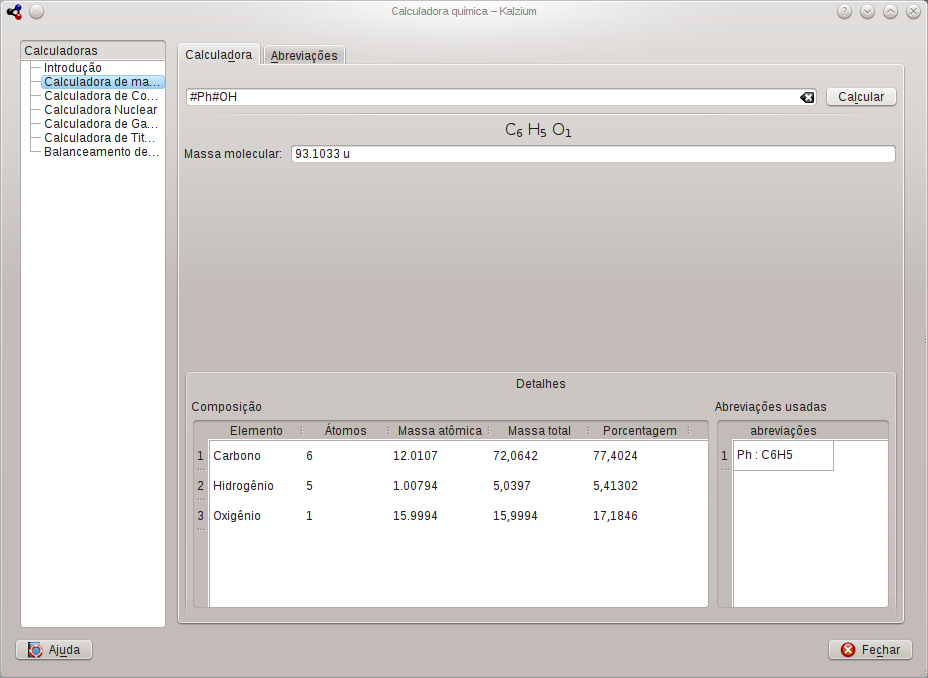 Calculadora química – Kalzium
Calculadoras
Introdução
Calculadora de ma...
Calculadora de Co...
Calculadora Nuclear
Calculadora de Ga...
Calculadora de Tit...
Balanceamento de...
Calculadora Abreviações
#Ph#OH Calcular
C6 H5 O1
Massa molecular: 93.1033 u
Detalhes
Composição
Elemento Átomos Massa atômica Massa total Porcentagem
1 Carbono 6 12.0107 72,0642 77,4024
2 Hidrogênio 5 1.00794 5,0397 5,41302
3 Oxigênio 1 15.9994 15,9994 17,1846
Abreviações usadas
abreviações
1 Ph : C6H5
Ajuda Fechar